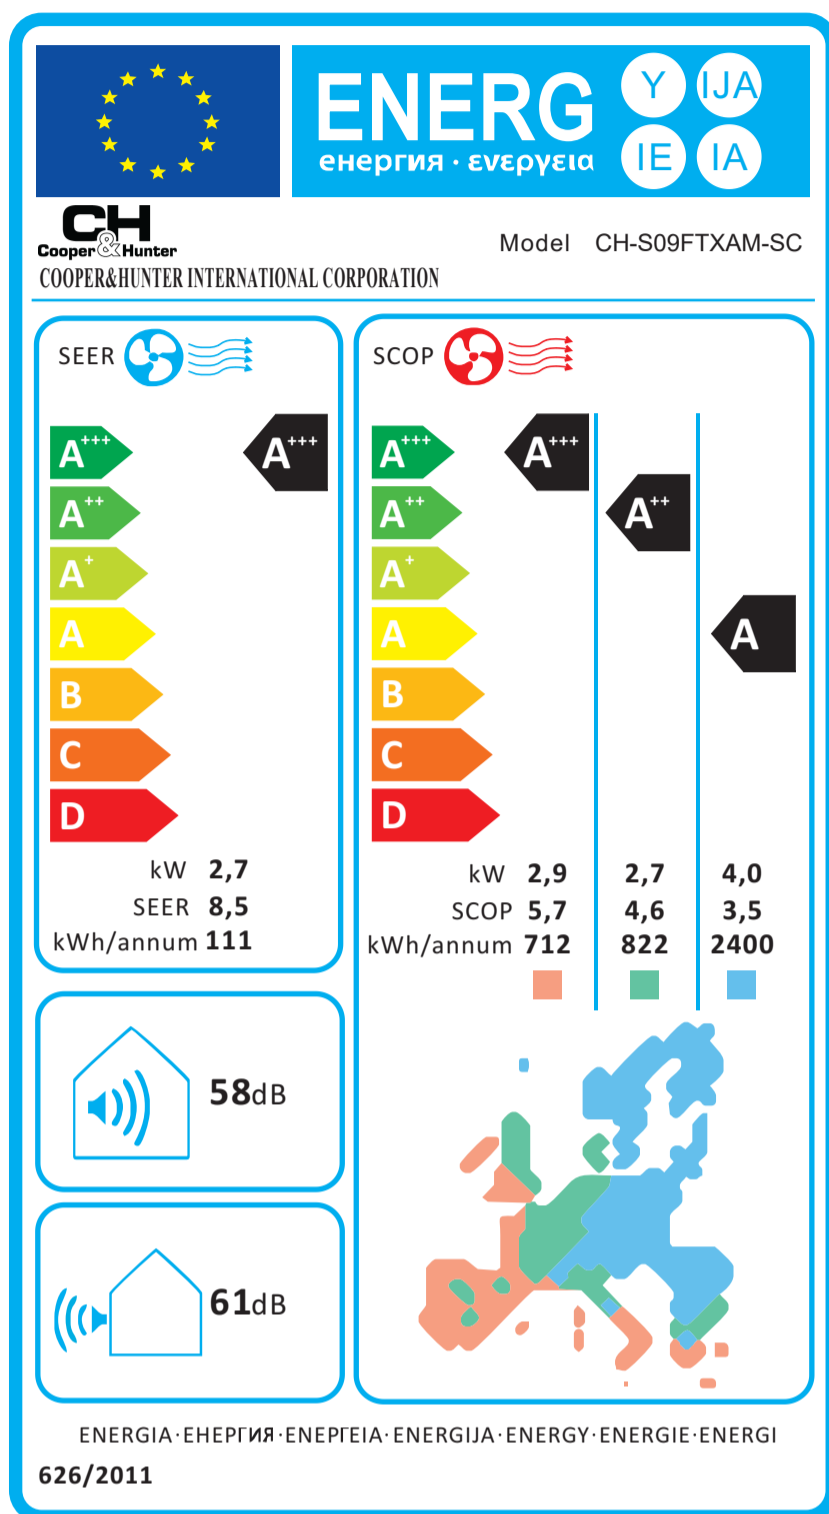 ENERG
енергия · ενεργεια
Y IJA
IE IA
CH
Cooper&Hunter
Model CH-S09FTXAM-SC
COOPER&HUNTER INTERNATIONAL CORPORATION
SEER
A+++
A++
A+
A
B
C
D
A+++
kW 2,7
SEER 8,5
kWh/annum 111
SCOP
A+++
A++
A+
A
B
C
D
A+++
A++
A
kW 2,9 2,7 4,0
SCOP 5,7 4,6 3,5
kWh/annum 712 822 2400
58dB
61dB
ENERGIA·ЕНЕРГИЯ·ΕΝΕΡΓΕΙΑ·ENERGIJA·ENERGY·ENERGIE·ENERGI
626/2011